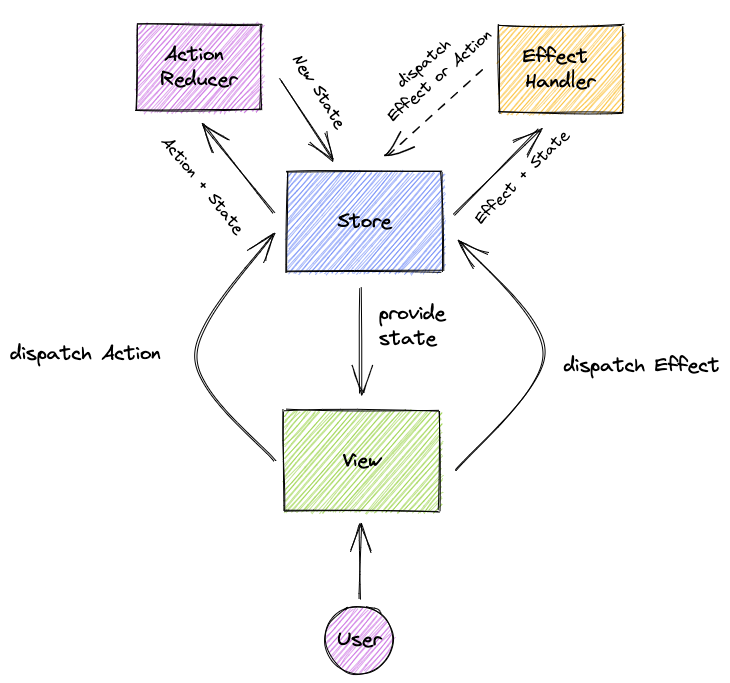 Action
Reducer
New State
dispatch
Effect or Action
Effect
Handler
Action + State
Effect + State
Store
provide
state
dispatch Action
dispatch Effect
View
User